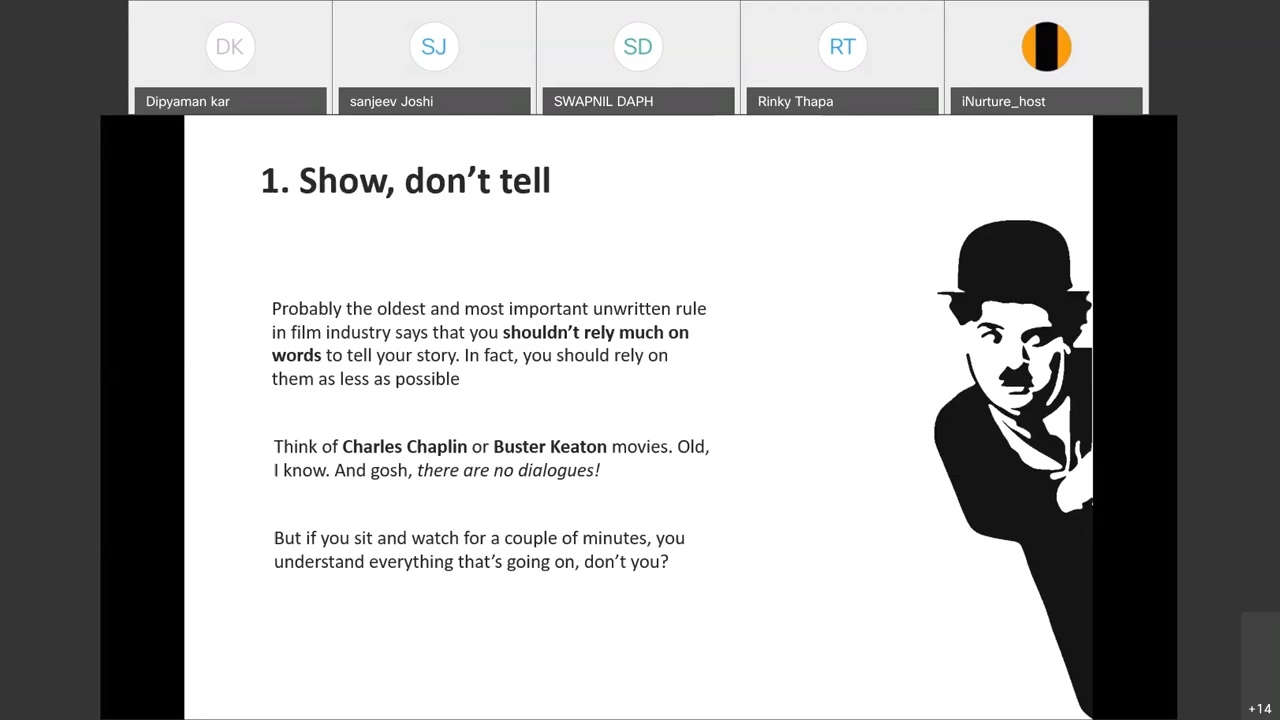 DK
SJ
SD
RT
Dipyaman kar
sanjeev Joshi
SWAPNIL DAPH
Rinky Thapa
iNurture_host
1. Show, don’t tell
Probably the oldest and most important unwritten rule
in film industry says that you shouldn’t rely much on
words to tell your story. In fact, you should rely on
them as less as possible
Think of Charles Chaplin or Buster Keaton movies. Old,
I know. And gosh, there are no dialogues!
But if you sit and watch for a couple of minutes, you
understand everything that’s going on, don’t you?
+14